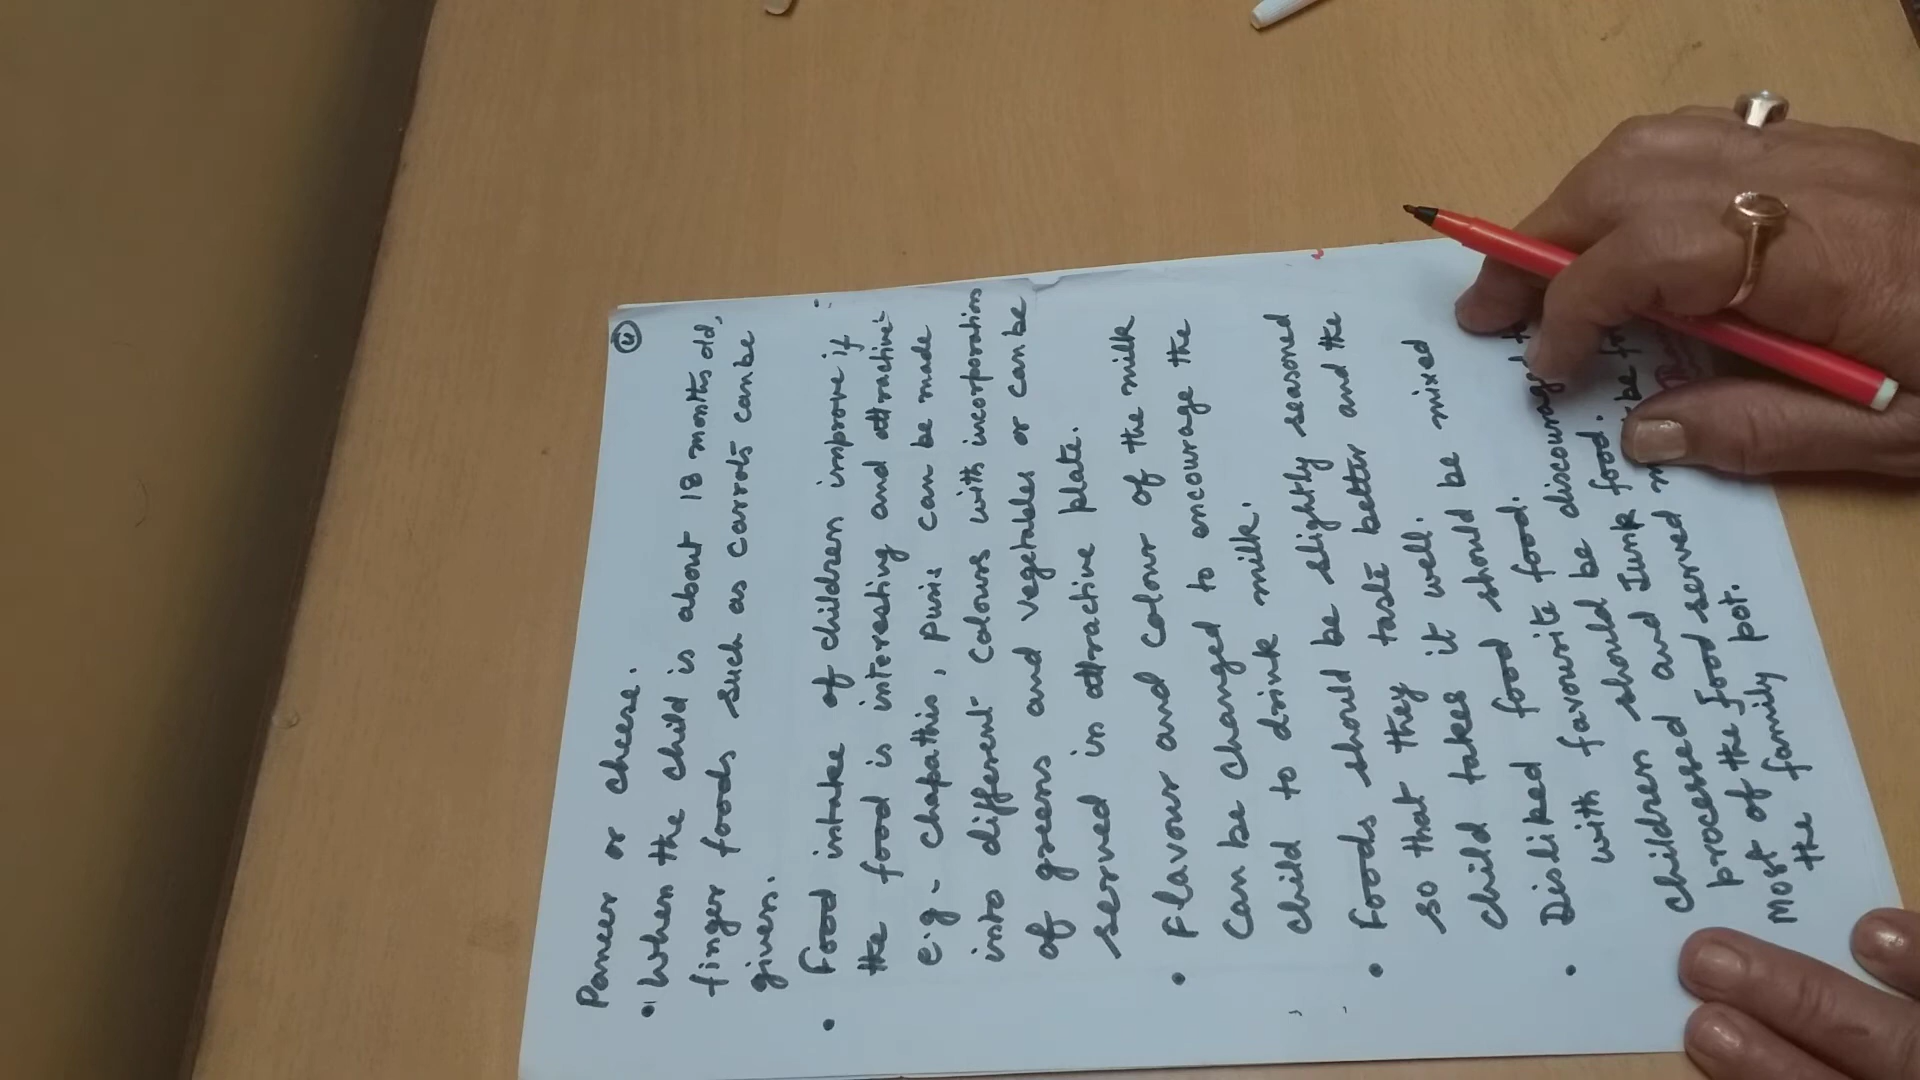 Paneer or cheese.
• When the child is about 18 months old,
finger foods such as carrots can be
given.
• Food intake of children improve if
the food is interesting and attractive
e.g - chapathis, puris can be made
into different colours with incorporation
of greens and vegetables or can be
served in attractive plate.
• Flavour and colour of the milk
can be changed to encourage the
child to drink milk.
• Foods should be slightly seasoned
so that they taste better and the
child takes it well.
• Disliked food should be mixed
with favourite food.
children should be discouraged
processed and Junk food.
Most of the food served be
the family pot.